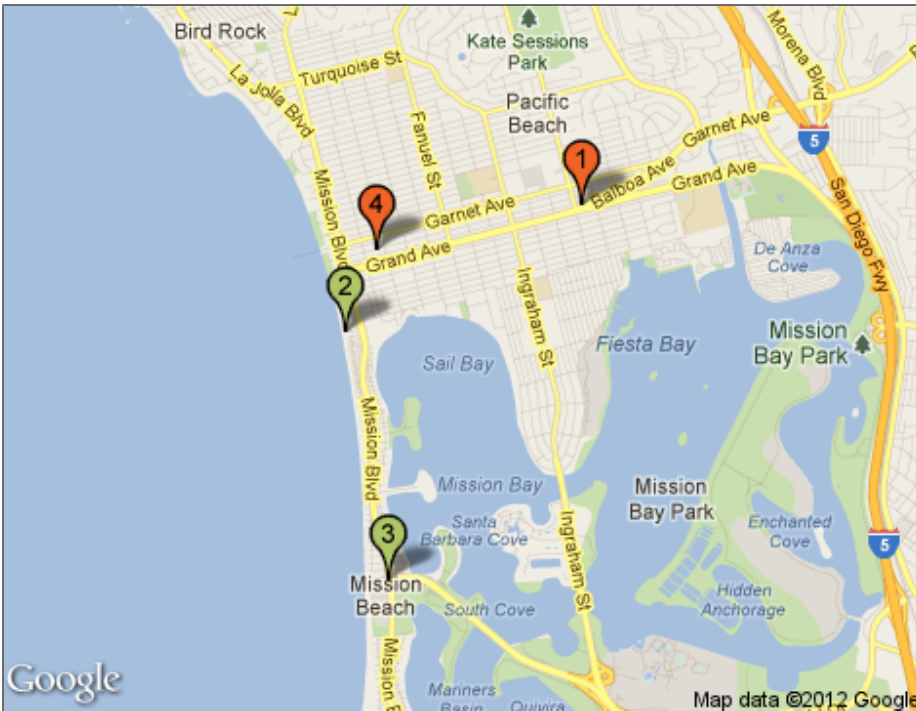 Bird Rock
Kate Sessions
Park
Morena Blvd
Turquoise St
La Jolla Blvd
Pacific
Beach
Fanuel St
Garnet Ave
5
1
Balboa Ave
Grand Ave
Mission Blvd
4
Garnet Ave
San Diego Fwy
Grand Ave
De Anza
Cove
2
Ingraham St
Mission
Bay Park
Fiesta Bay
Sail Bay
Mission Blvd
Mission Bay
Mission
Bay Park
Santa
Barbara Cove
Enchanted
Cove
3
Ingraham St
5
Mission
Beach
South Cove
Hidden
Anchorage
Mission B
Google
Mariners
Basin
Quivira
Map data ©2012 Google